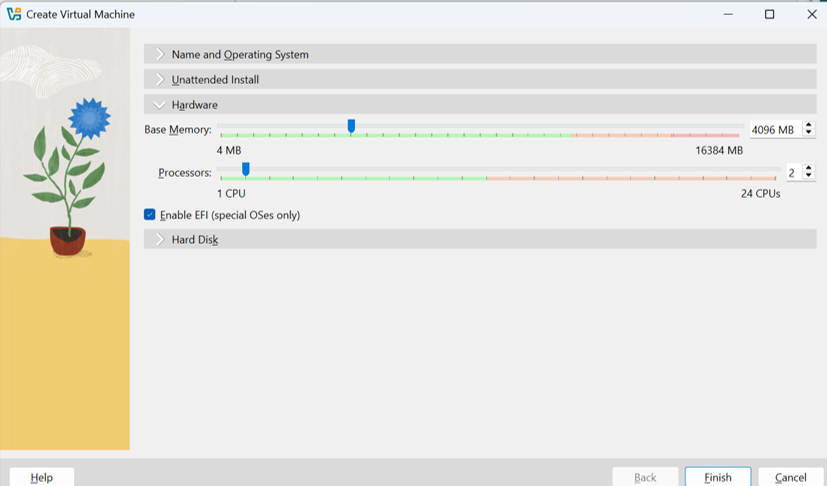 Create Virtual Machine
Name and Operating System
Unattended Install
Hardware
Base Memory: 4096 MB
4 MB 16384 MB
Processors: 2
1 CPU 24 CPUs
Enable EFI (special OSes only)
Hard Disk
Help Back Finish Cancel